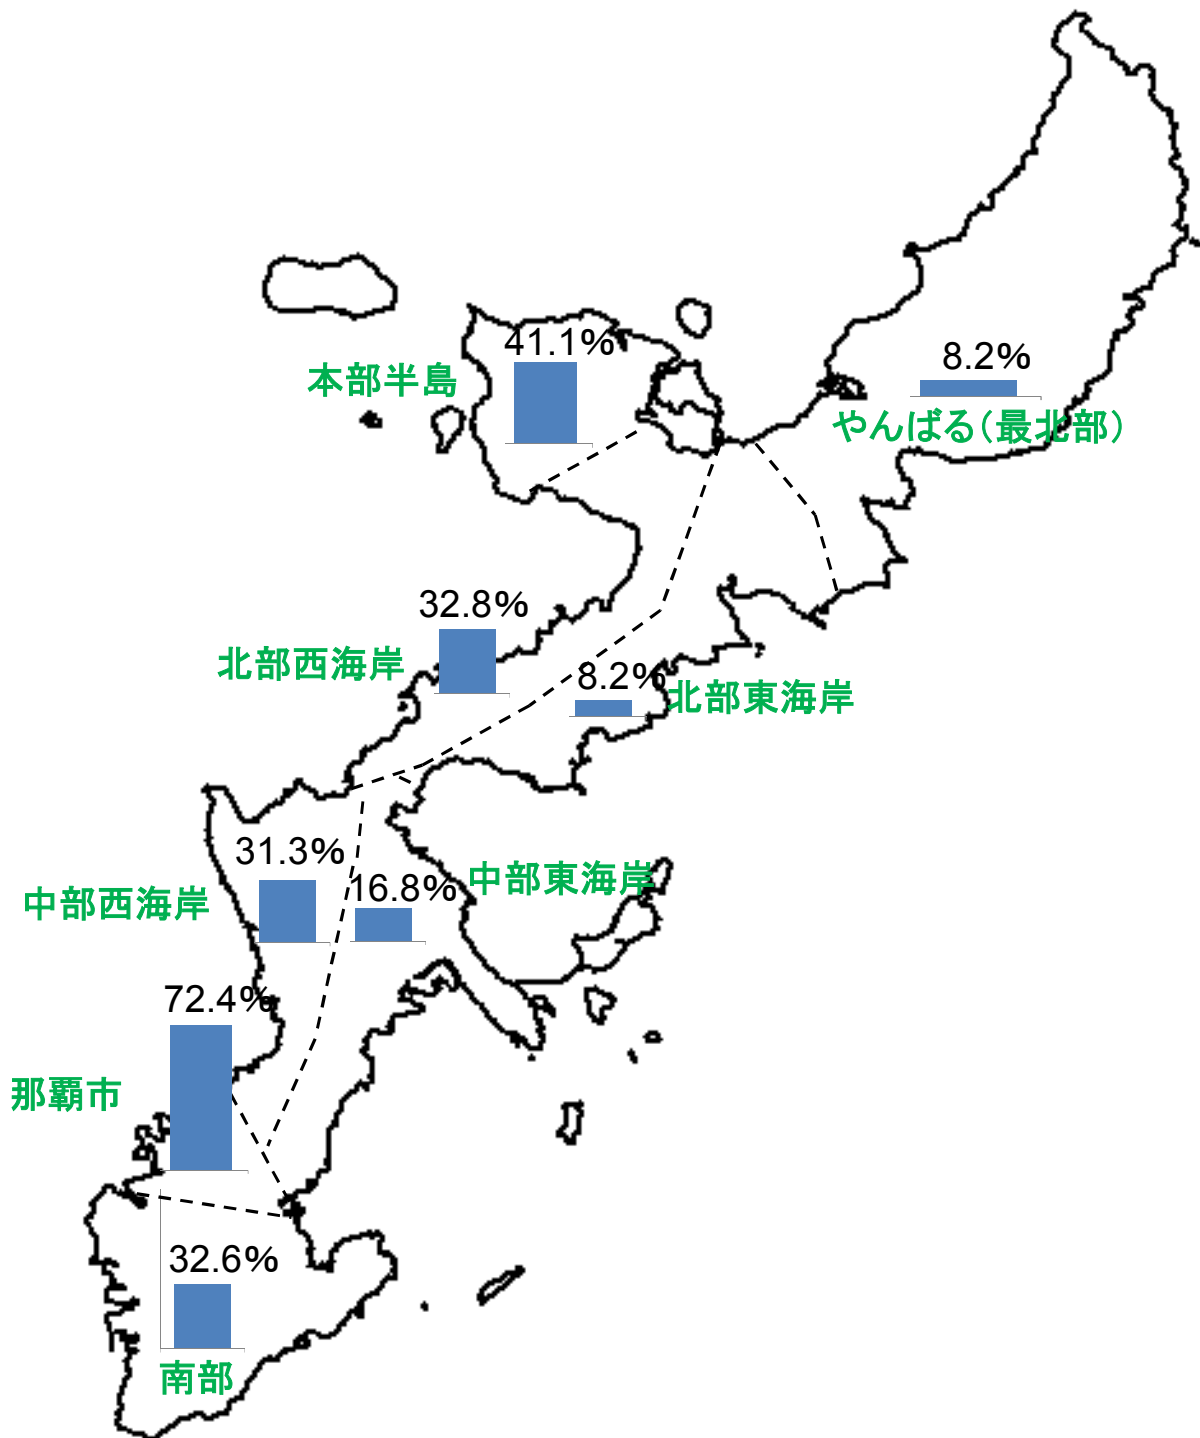 41.1%
本部半島
8.2%
やんばる(最北部)
32.8%
北部西海岸
8.2%
北部東海岸
31.3%
中部西海岸
16.8%
中部東海岸
72.4%
那覇市
32.6%
南部